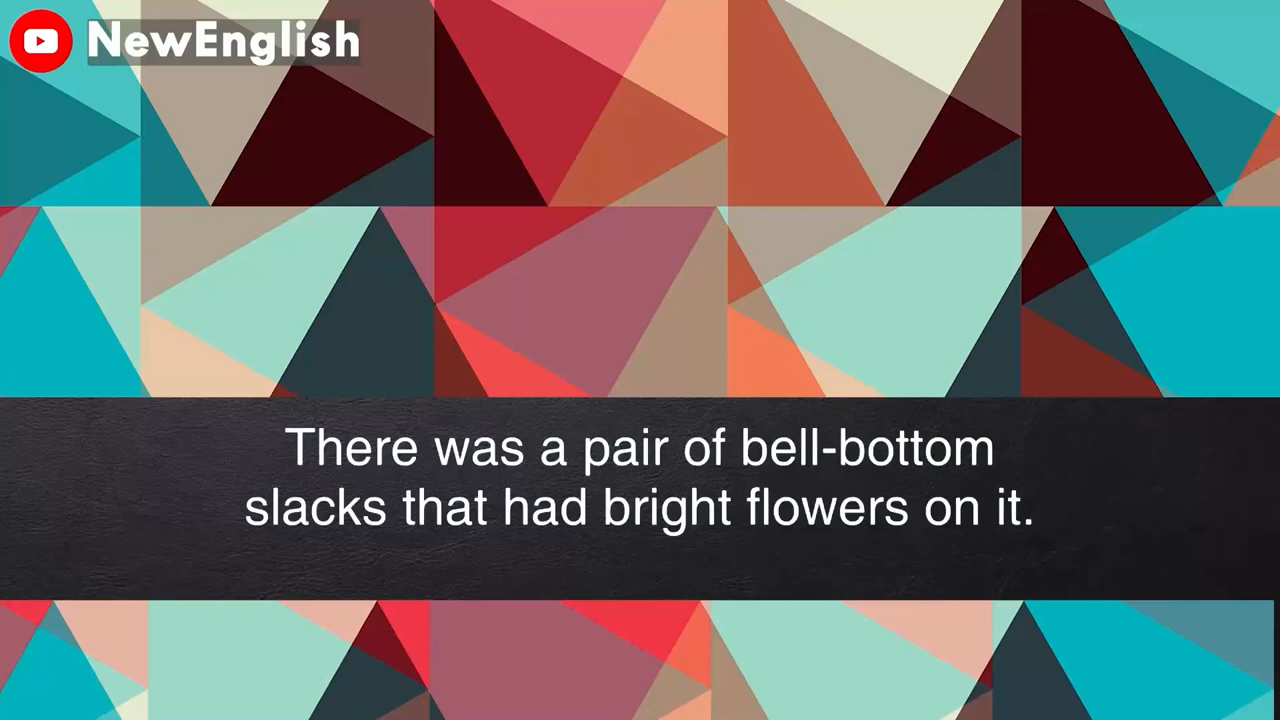 NewEnglish
There was a pair of bell-bottom
slacks that had bright flowers on it.